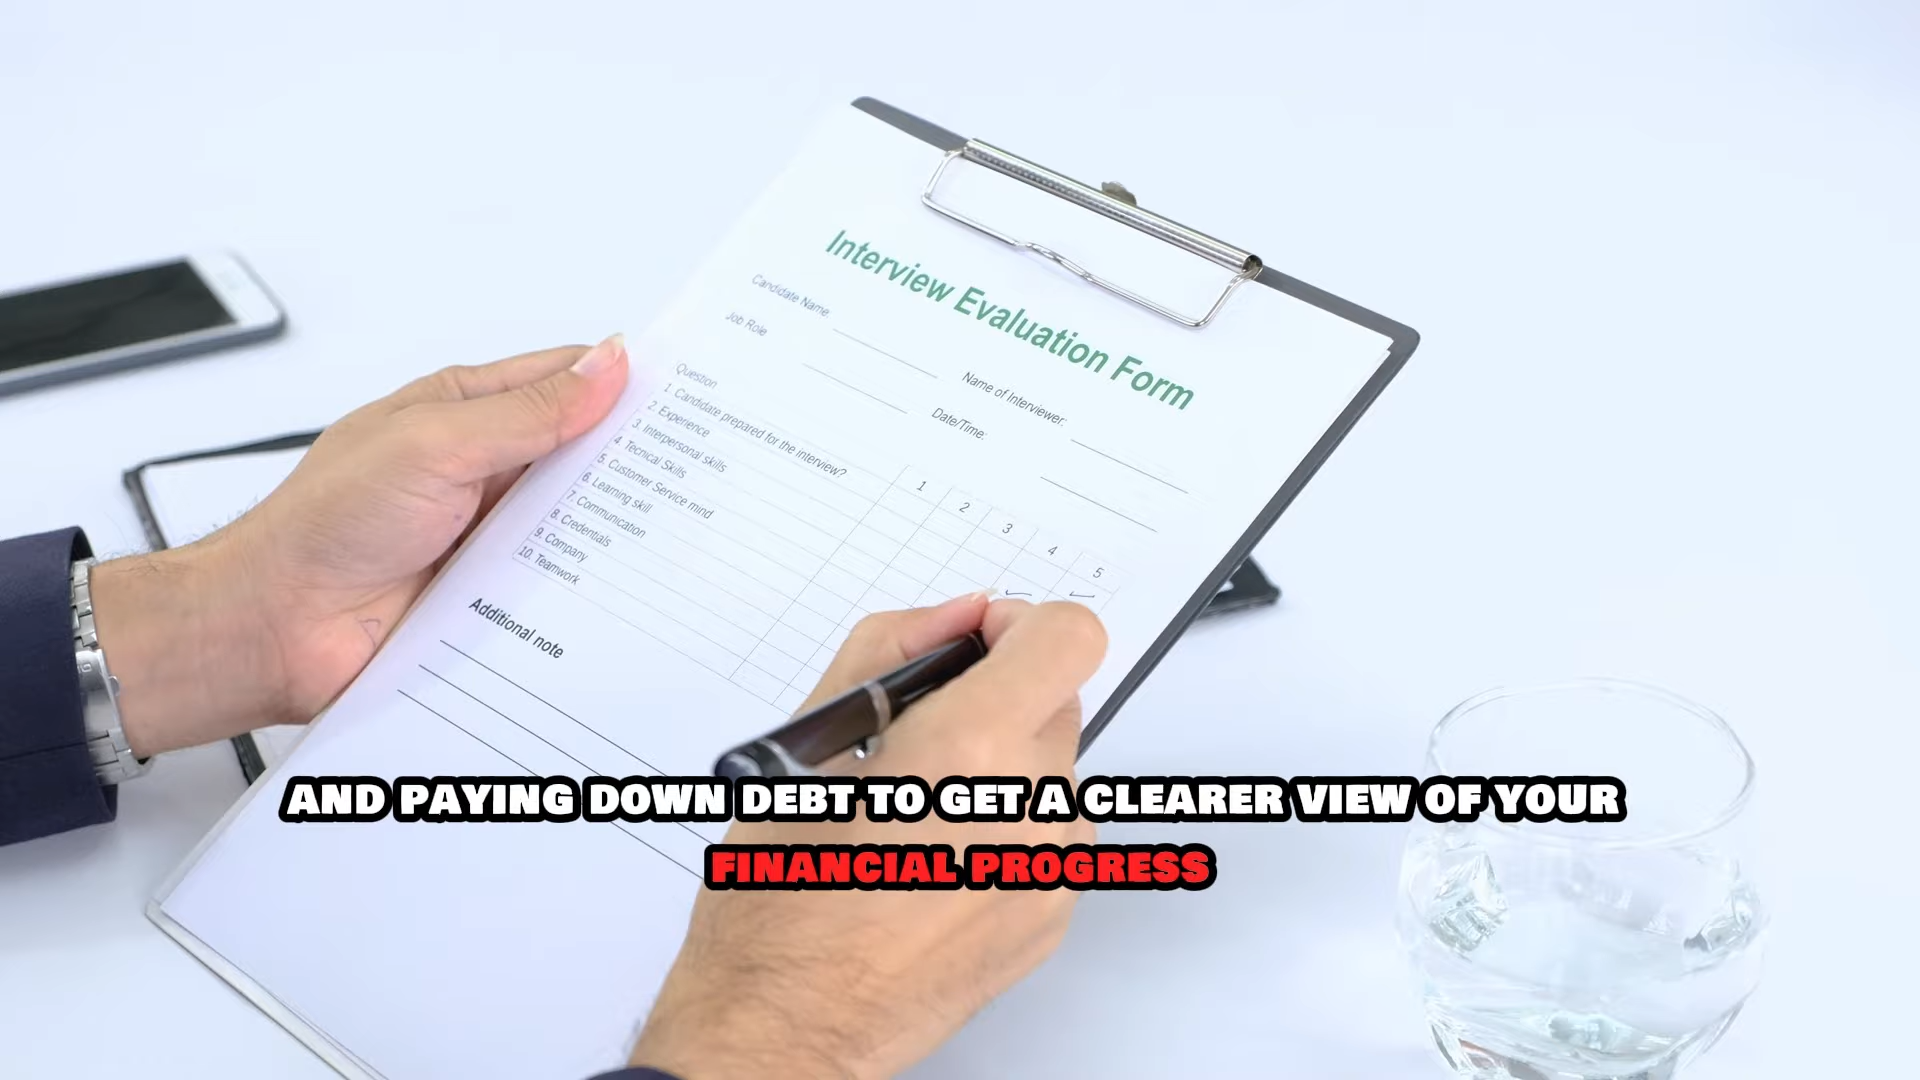 Interview Evaluation Form
Candidate Name:
Name of Interviewer:
Job Role
Date/Time:
Question
1 2 3 4 5
1. Candidate prepared for the interview?
2. Experience
3. Interpersonal skills
4. Tecnical Skills
5. Customer Service mind
6. Learning skill
7. Communication
8. Credentials
9. Company
10. Teamwork
Additional note
AND PAYING DOWN DEBT TO GET A CLEARER VIEW OF YOUR
FINANCIAL PROGRESS